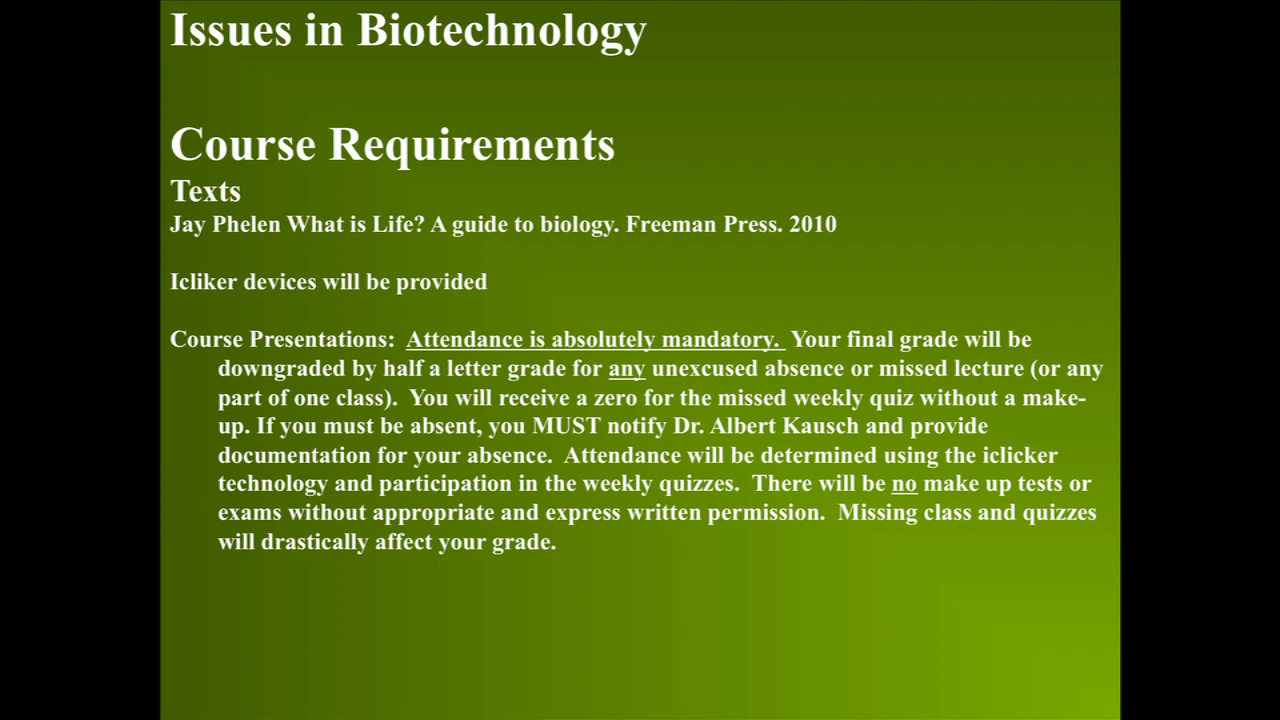 Issues in Biotechnology
Course Requirements
Texts
Jay Phelen What is Life? A guide to biology. Freeman Press. 2010
Icliker devices will be provided
Course Presentations: Attendance is absolutely mandatory. Your final grade will be
downgraded by half a letter grade for any unexcused absence or missed lecture (or any
part of one class). You will receive a zero for the missed weekly quiz without a make-
up. If you must be absent, you MUST notify Dr. Albert Kausch and provide
documentation for your absence. Attendance will be determined using the iclicker
technology and participation in the weekly quizzes. There will be no make up tests or
exams without appropriate and express written permission. Missing class and quizzes
will drastically affect your grade.